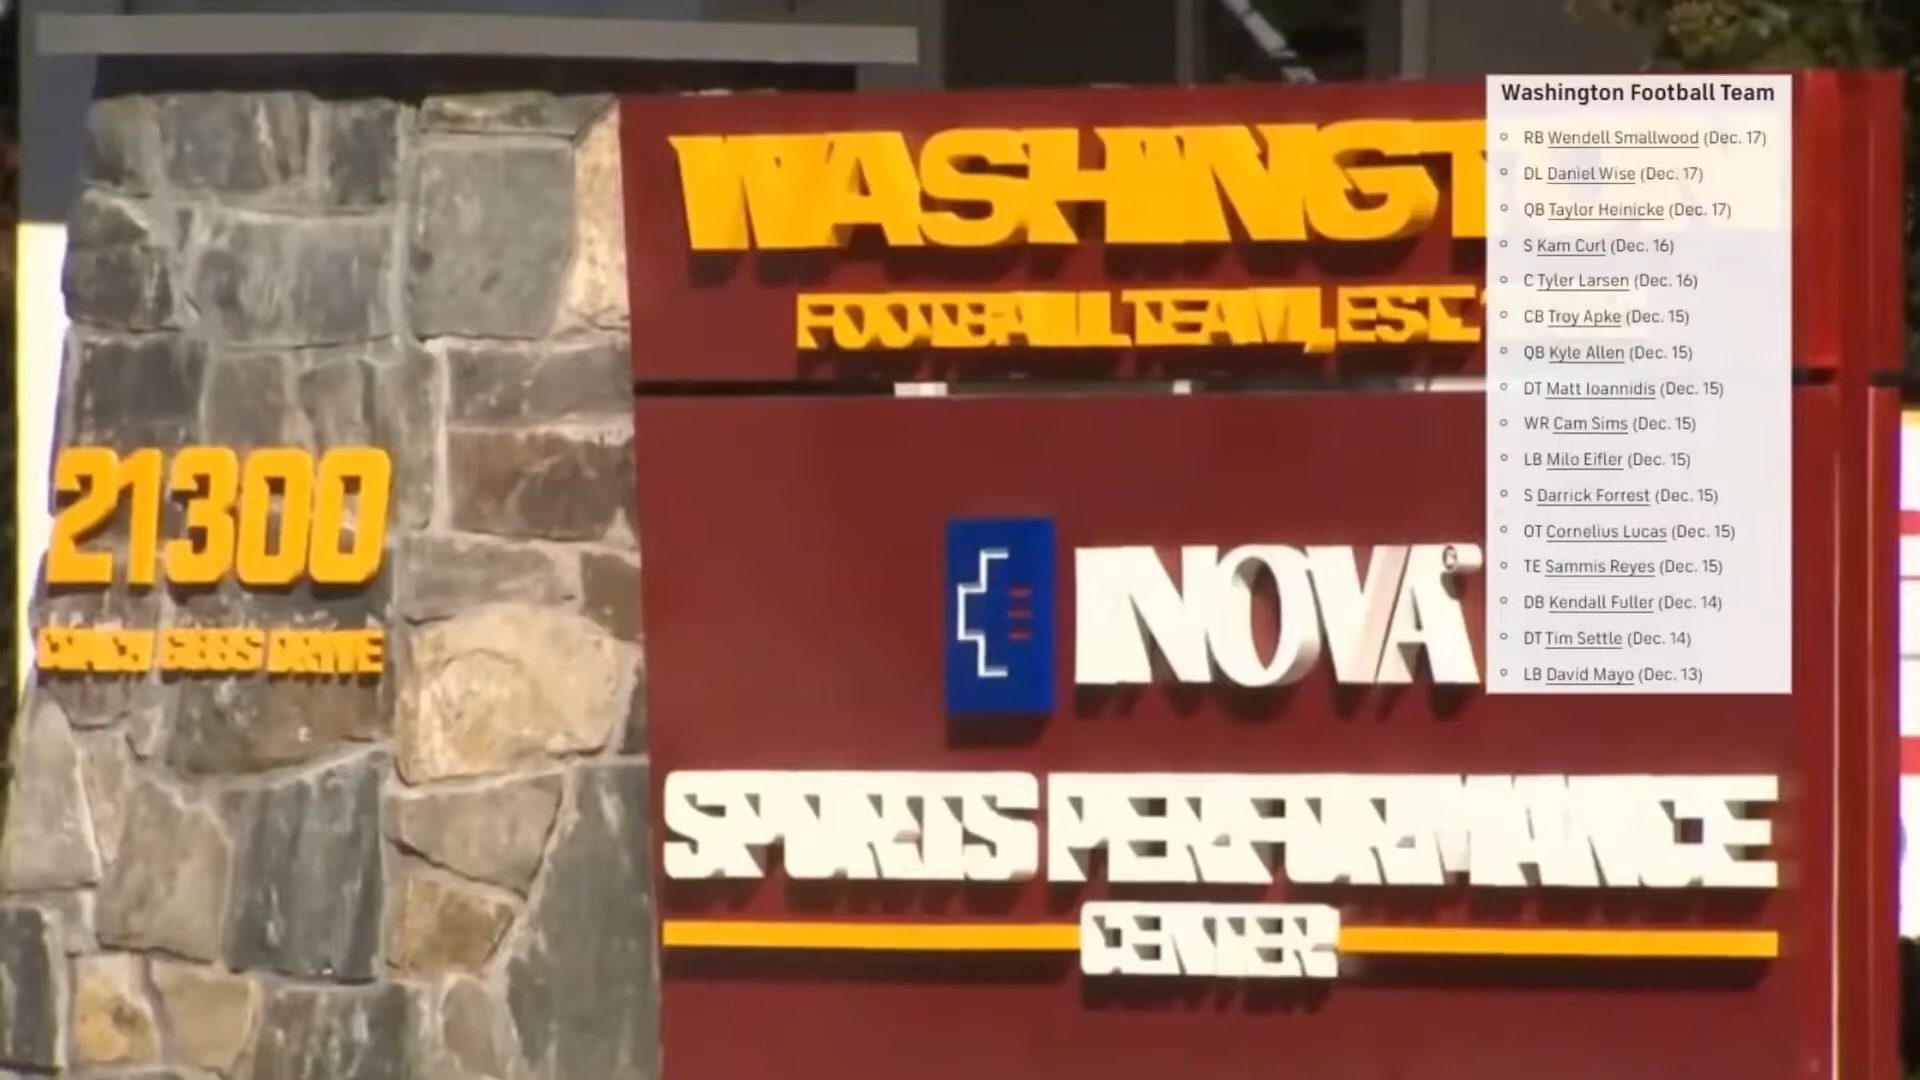 WASHINGT
FOOTBALL TEAM, EST.
21300
COACH GIBBS DRIVE
INOVA®
SPORTS PERFORMANCE
CENTER
Washington Football Team
RB Wendell Smallwood (Dec. 17)
DL Daniel Wise (Dec. 17)
QB Taylor Heinicke (Dec. 17)
S Kam Curl (Dec. 16)
C Tyler Larsen (Dec. 16)
CB Troy Apke (Dec. 15)
QB Kyle Allen (Dec. 15)
DT Matt Ioannidis (Dec. 15)
WR Cam Sims (Dec. 15)
LB Milo Eifler (Dec. 15)
S Darrick Forrest (Dec. 15)
OT Cornelius Lucas (Dec. 15)
TE Sammis Reyes (Dec. 15)
DB Kendall Fuller (Dec. 14)
DT Tim Settle (Dec. 14)
LB David Mayo (Dec. 13)